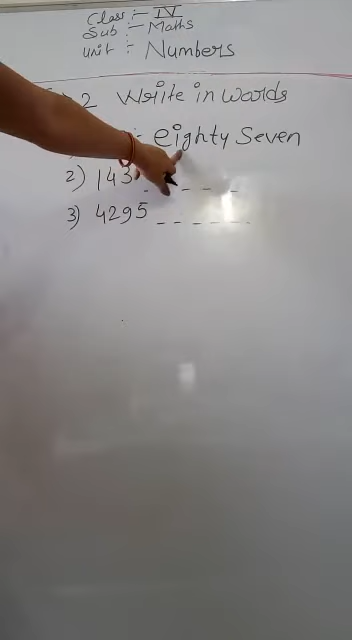 Class :- IV
Sub :- Maths
Unit :- Numbers
2 Write in words
:- eighty Seven
2) 143 - - - -
3) 4295 - - - - - -